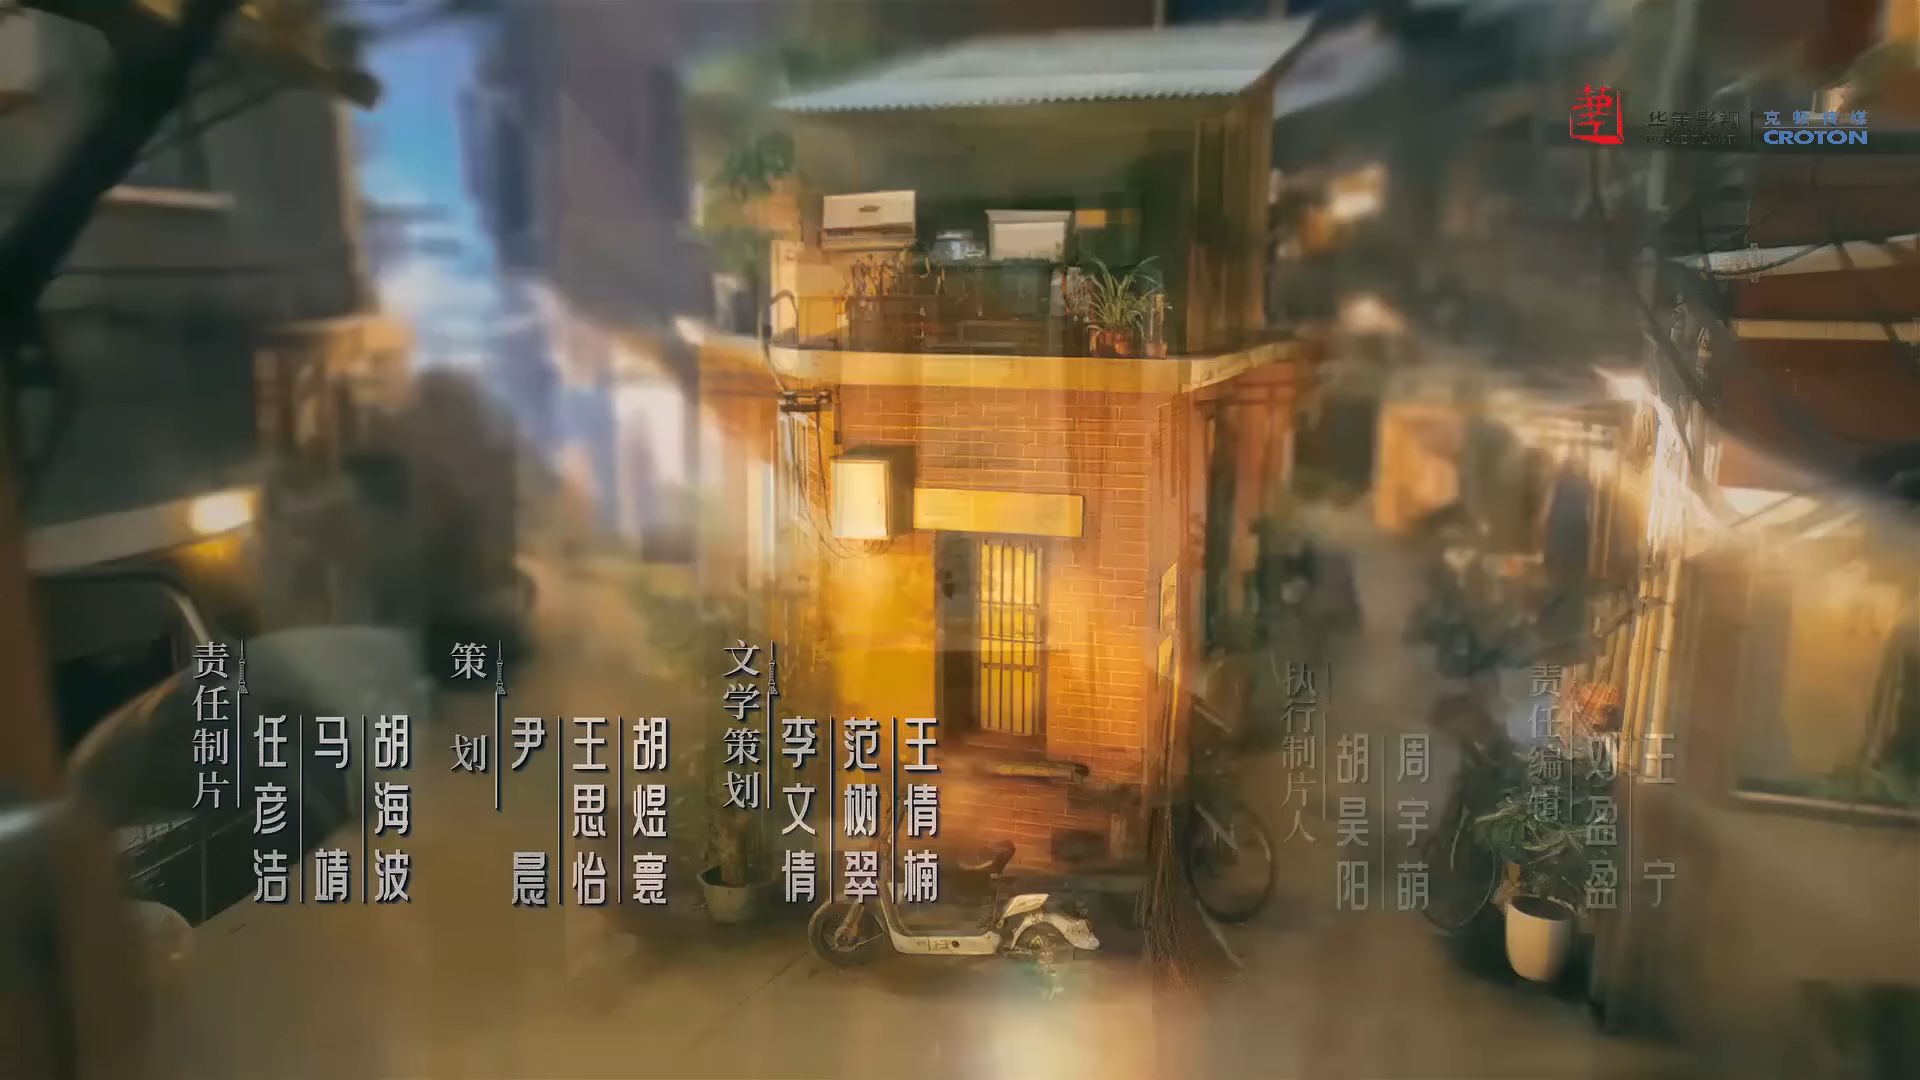 华策影视
克顿传媒
CROTON
责任制片
任彦洁
马靖
胡海波
策划
尹晨
王思怡
胡煜寰
文学策划
李文倩
范树翠
王倩楠
执行制片人
胡昊阳
周宇萌
责任编辑
邓盈盈
王宁